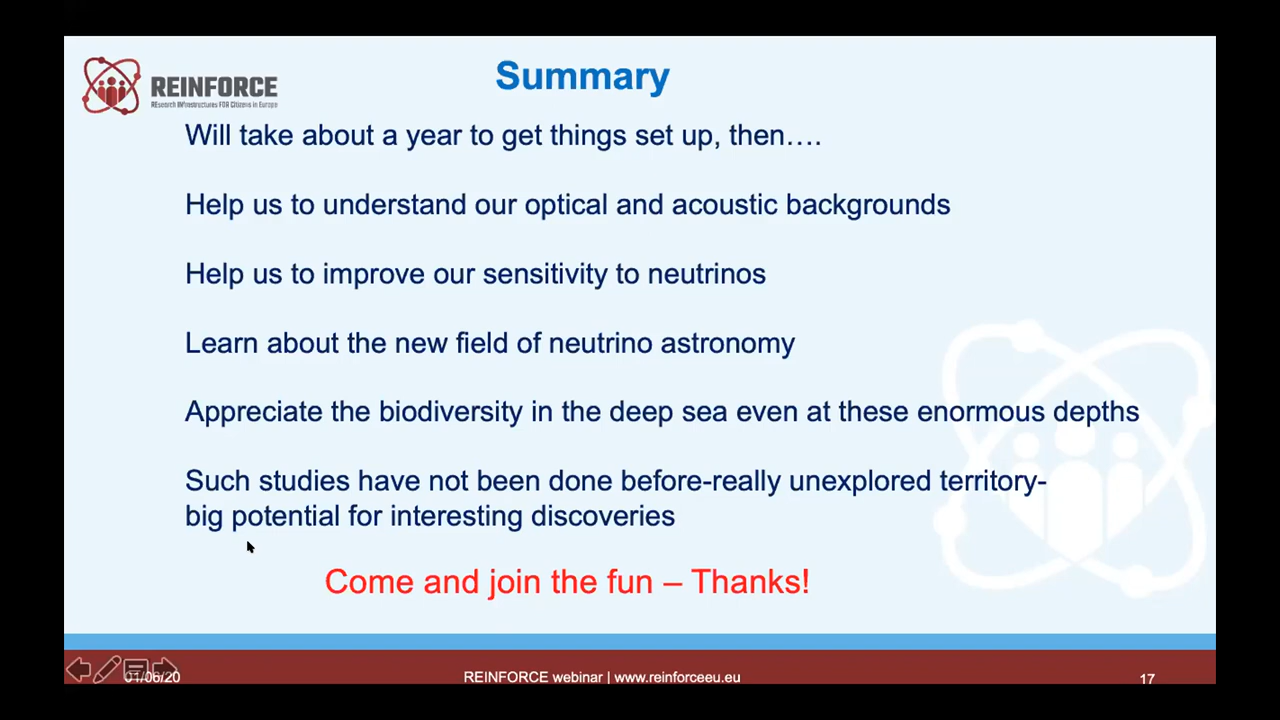 REINFORCE
REsearch INfrastructures FOR Citizens in Europe
Summary
Will take about a year to get things set up, then....
Help us to understand our optical and acoustic backgrounds
Help us to improve our sensitivity to neutrinos
Learn about the new field of neutrino astronomy
Appreciate the biodiversity in the deep sea even at these enormous depths
Such studies have not been done before-really unexplored territory-
big potential for interesting discoveries
Come and join the fun – Thanks!
01/06/20
REINFORCE webinar | www.reinforceeu.eu
17